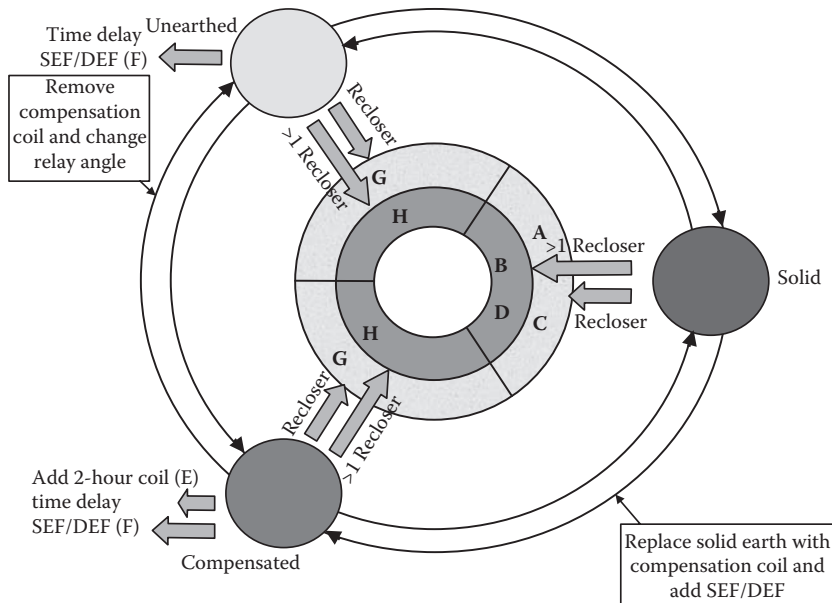 Unearthed
Time delay
SEF/DEF (F)
Remove
compensation
coil and change
relay angle
Recloser
>1 Recloser
G
H
A
>1 Recloser
B
Solid
D
C
Recloser
H
G
Recloser
>1 Recloser
Add 2-hour coil (E)
time delay
SEF/DEF (F)
Compensated
Replace solid earth with
compensation coil and
add SEF/DEF